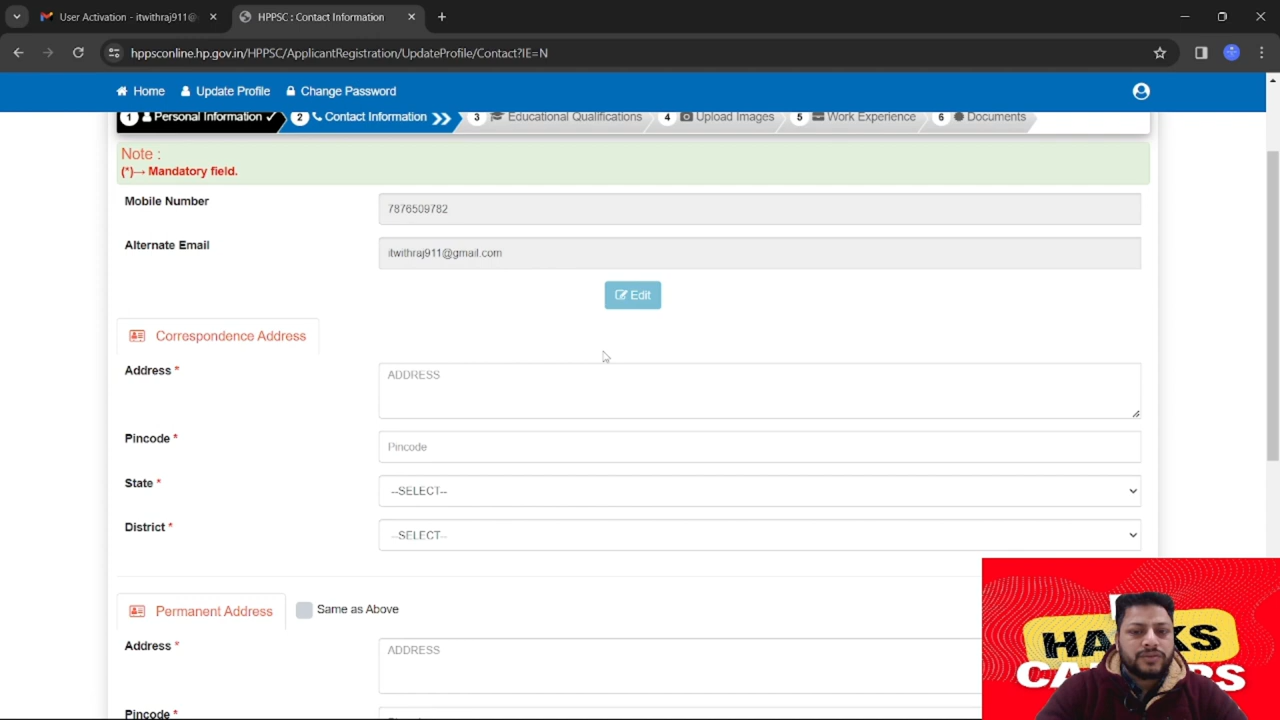 User Activation - itwithraj911@
HPPSC : Contact Information
hppsconline.hp.gov.in/HPPSC/ApplicantRegistration/UpdateProfile/Contact?IE=N
Home Update Profile Change Password
1 Personal Information 2 Contact Information 3 Educational Qualifications 4 Upload Images 5 Work Experience 6 Documents
Note :
(*)→ Mandatory field.
Mobile Number 7876509782
Alternate Email itwithraj911@gmail.com
Edit
Correspondence Address
Address * ADDRESS
Pincode * Pincode
State * --SELECT--
District * --SELECT--
Permanent Address Same as Above
Address * ADDRESS
Pincode *